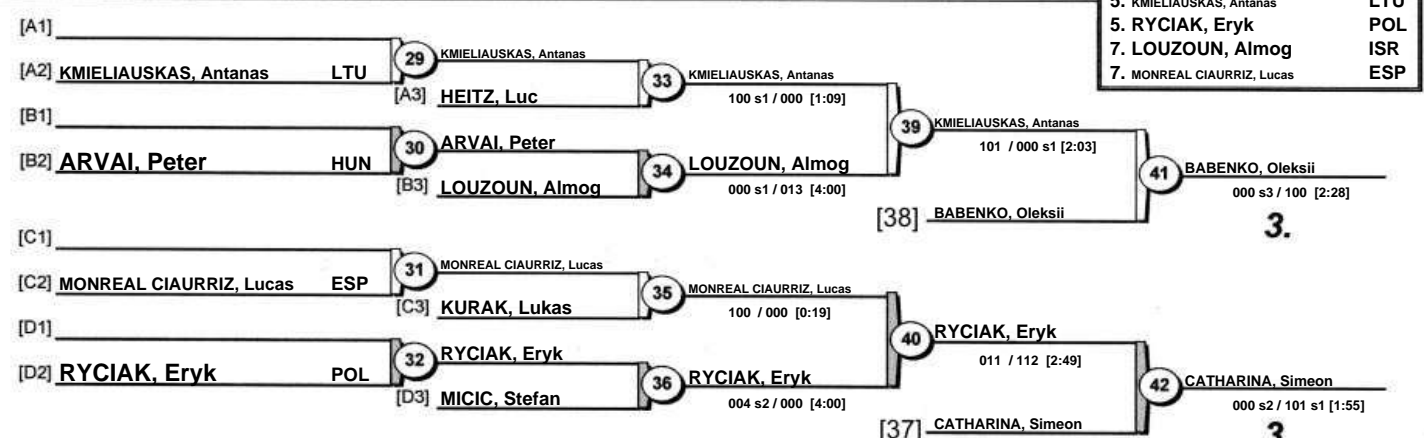 5. KMIELIAUSKAS, Antanas LTU
5. RYCIAK, Eryk POL
7. LOUZOUN, Almog ISR
7. MONREAL CIAURRIZ, Lucas ESP
[A1]
[A2] KMIELIAUSKAS, Antanas LTU
29 KMIELIAUSKAS, Antanas
[A3] HEITZ, Luc
33 KMIELIAUSKAS, Antanas
100 s1 / 000 [1:09]
[B1]
[B2] ARVAI, Peter HUN
30 ARVAI, Peter
[B3] LOUZOUN, Almog
34 LOUZOUN, Almog
000 s1 / 013 [4:00]
39 KMIELIAUSKAS, Antanas
101 / 000 s1 [2:03]
[38] BABENKO, Oleksii
41 BABENKO, Oleksii
000 s3 / 100 [2:28]
3.
[C1]
[C2] MONREAL CIAURRIZ, Lucas ESP
31 MONREAL CIAURRIZ, Lucas
[C3] KURAK, Lukas
35 MONREAL CIAURRIZ, Lucas
100 / 000 [0:19]
[D1]
[D2] RYCIAK, Eryk POL
32 RYCIAK, Eryk
[D3] MICIC, Stefan
36 RYCIAK, Eryk
004 s2 / 000 [4:00]
40 RYCIAK, Eryk
011 / 112 [2:49]
[37] CATHARINA, Simeon
42 CATHARINA, Simeon
000 s2 / 101 s1 [1:55]
3